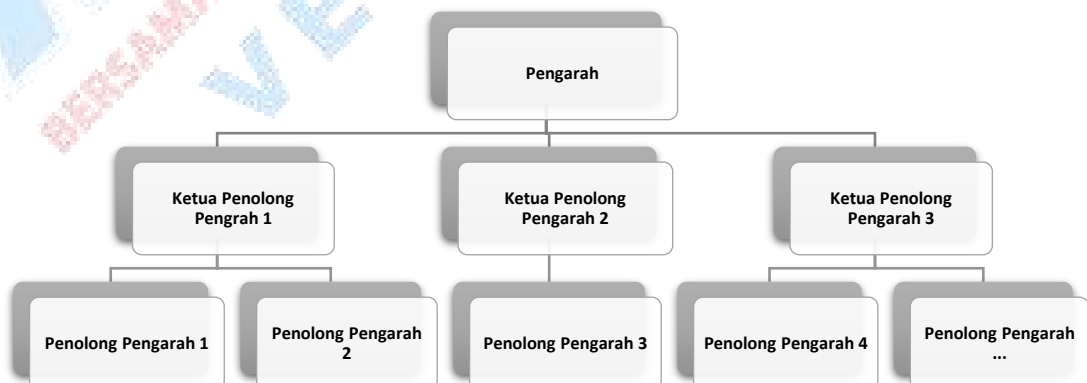 Pengarah
Ketua Penolong
Pengrah 1
Ketua Penolong
Pengarah 2
Ketua Penolong
Pengarah 3
Penolong Pengarah 1
Penolong Pengarah
2
Penolong Pengarah 3
Penolong Pengarah 4
Penolong Pengarah
...